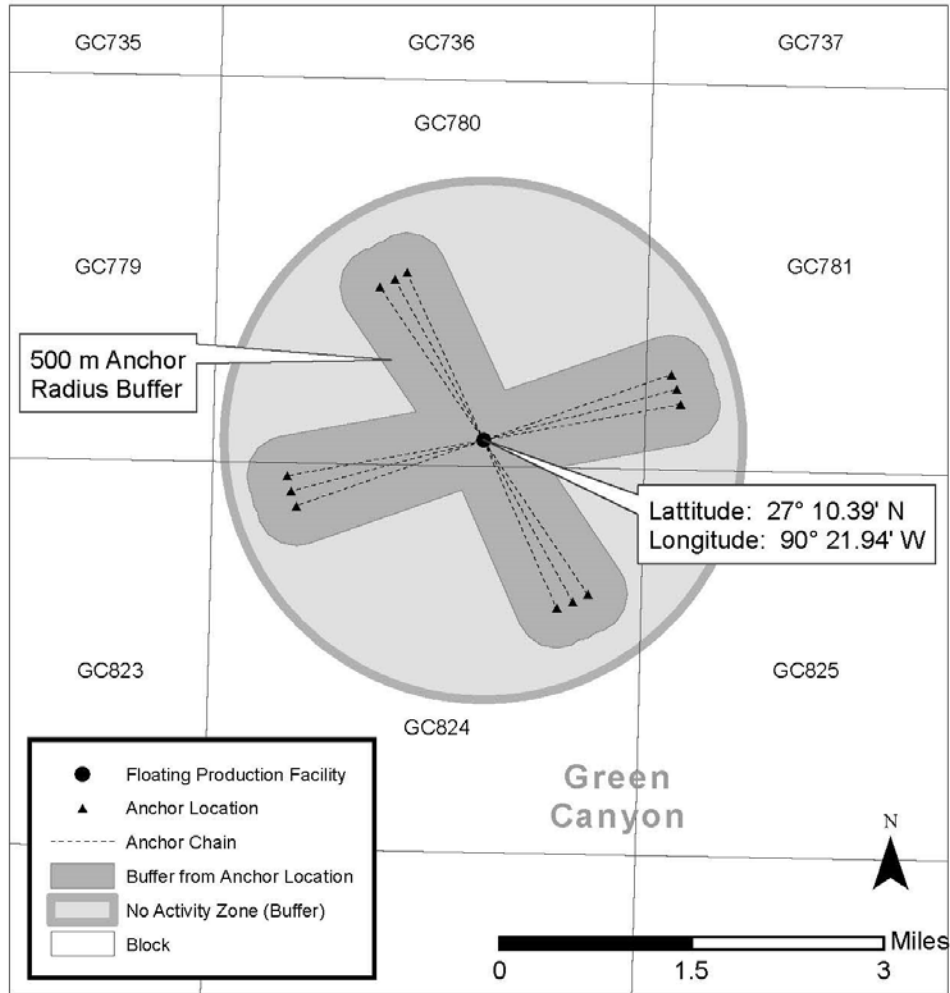 GC735
GC736
GC737
GC780
GC779
GC781
500 m Anchor
Radius Buffer
Lattitude: 27° 10.39' N
Longitude: 90° 21.94' W
GC823
GC825
GC824
Green
Canyon
Floating Production Facility
Anchor Location
Anchor Chain
Buffer from Anchor Location
No Activity Zone (Buffer)
Block
N
Miles
0 1.5 3